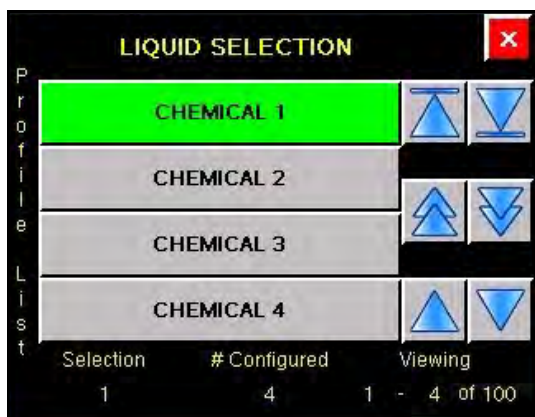 LIQUID SELECTION
×
Profile List
CHEMICAL 1
CHEMICAL 2
CHEMICAL 3
CHEMICAL 4
Selection # Configured Viewing
1 4 1 - 4 of 100